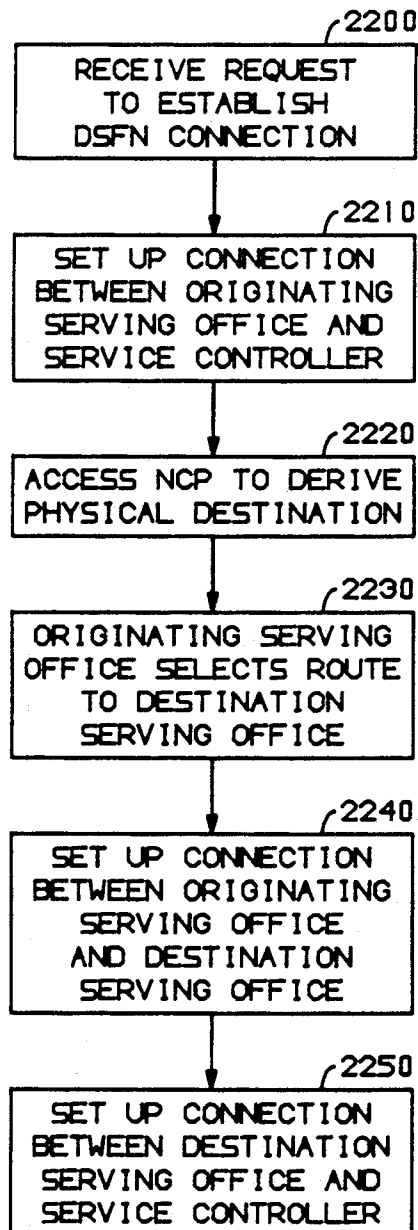 2200
RECEIVE REQUEST
TO ESTABLISH
DSFN CONNECTION
2210
SET UP CONNECTION
BETWEEN ORIGINATING
SERVING OFFICE AND
SERVICE CONTROLLER
2220
ACCESS NCP TO DERIVE
PHYSICAL DESTINATION
2230
ORIGINATING SERVING
OFFICE SELECTS ROUTE
TO DESTINATION
SERVING OFFICE
2240
SET UP CONNECTION
BETWEEN ORIGINATING
SERVING OFFICE
AND DESTINATION
SERVING OFFICE
2250
SET UP CONNECTION
BETWEEN DESTINATION
SERVING OFFICE AND
SERVICE CONTROLLER